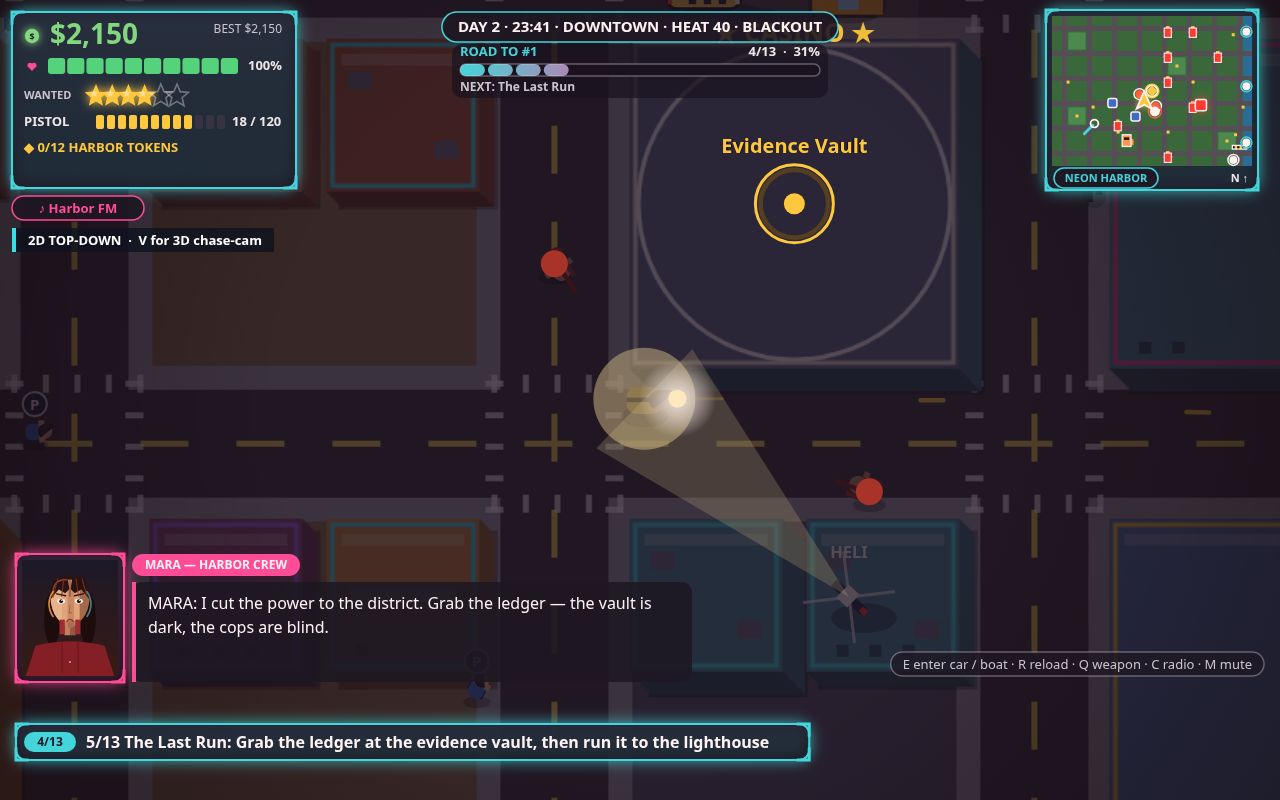 $2,150
BEST $2,150
100%
WANTED
PISTOL
18 / 120
◆ 0/12 HARBOR TOKENS
♪ Harbor FM
2D TOP-DOWN · V for 3D chase-cam
DAY 2 · 23:41 · DOWNTOWN · HEAT 40 · BLACKOUT
ROAD TO #1
4/13 · 31%
NEXT: The Last Run
NEON HARBOR
N ↑
Evidence Vault
P
HELI
P
MARA — HARBOR CREW
MARA: I cut the power to the district. Grab the ledger — the vault is
dark, the cops are blind.
E enter car / boat · R reload · Q weapon · C radio · M mute
4/13
5/13 The Last Run: Grab the ledger at the evidence vault, then run it to the lighthouse